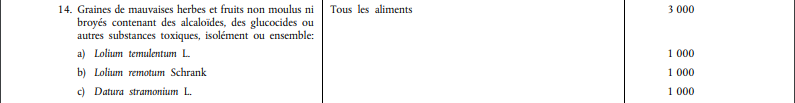 14. Graines de mauvaises herbes et fruits non moulus ni Tous les aliments 3 000
broyés contenant des alcaloïdes, des glucocides ou
autres substances toxiques, isolément ou ensemble:
a) Lolium temulentum L. 1 000
b) Lolium remotum Schrank 1 000
c) Datura stramonium L. 1 000